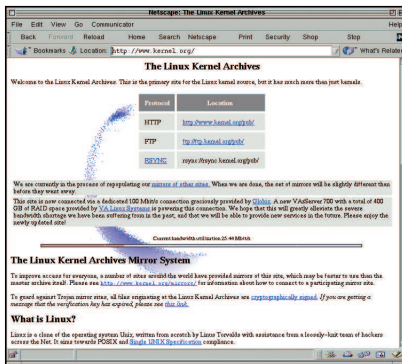 Netscape: The Linux Kernel Archives
File Edit View Go Communicator Help
Back Forward Reload Home Search Netscape Print Security Shop Stop
Bookmarks Location: http://www.kernel.org/ What's Related
The Linux Kernel Archives
Welcome to the Linux Kernel Archives. This is the primary site for the Linux kernel source, but it has much more than just kernels.
Protocol Location
HTTP http://www.kernel.org/pub/
FTP ftp://ftp.kernel.org/pub/
RSYNC rsync://rsync.kernel.org/pub/
We are currently in the process of repopulating our mirrors of other sites. When we are done, the set of mirrors will be slightly different than
before they went away.
This site is now connected via a dedicated 100 Mbit/s connection graciously provided by Globix. A new VAServer 700 with a total of 400
GB of RAID space provided by VA Linux Systems is powering this connection. We hope that this will greatly alleviate the severe
bandwidth shortage we have been suffering from in the past, and that we will be able to provide new services in the future. Please enjoy the
newly updated site!
Current bandwidth utilization 25.44 Mbit/s
The Linux Kernel Archives Mirror System
To improve access for everyone, a number of sites around the world have provided mirrors of this site, which may be faster to use than the
master archive itself. Please see http://www.kernel.org/mirrors/ for information about how to connect to a participating mirror site.
To guard against Trojan mirror sites, all files originating at the Linux Kernel Archives are cryptographically signed. If you are getting a
message that the verification key has expired, please see this link.
What is Linux?
Linux is a clone of the operating system Unix, written from scratch by Linus Torvalds with assistance from a loosely-knit team of hackers
across the Net. It aims towards POSIX and Single UNIX Specification compliance.